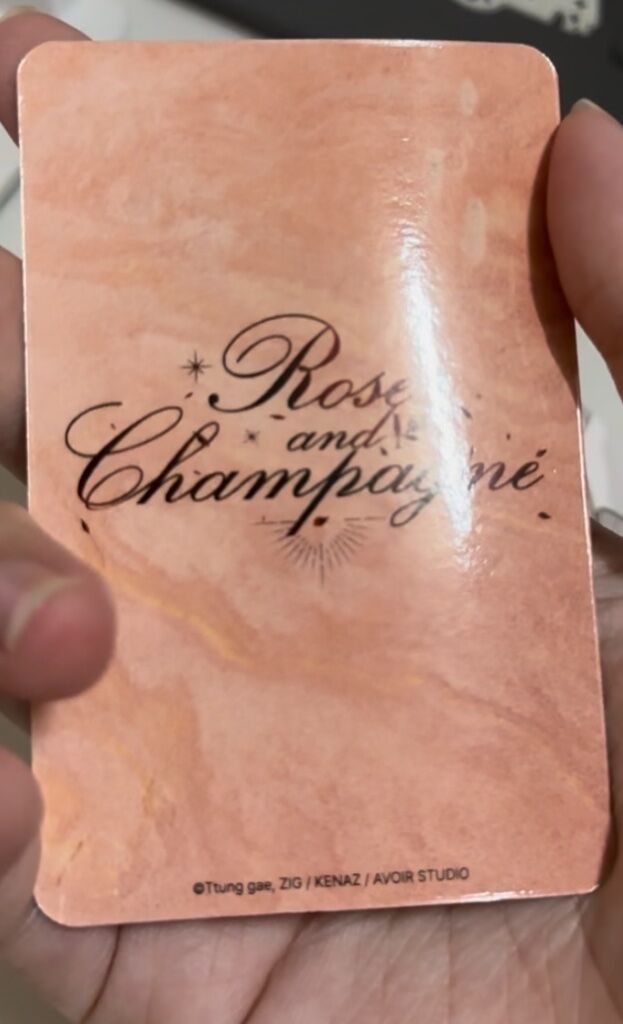 Rose
and
Champagne
©Ttung gae, ZIG / KENAZ / AVOIR STUDIO